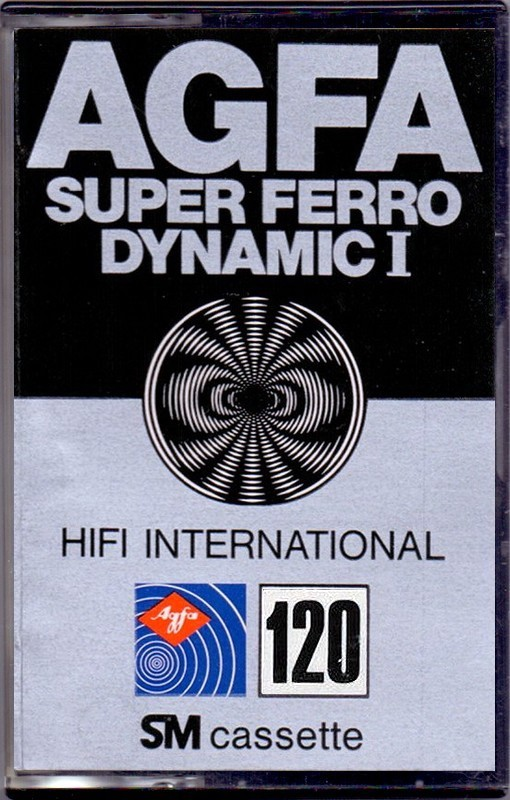 AGFA
SUPER FERRO
DYNAMIC I
HIFI INTERNATIONAL
Agfa
120
SM cassette